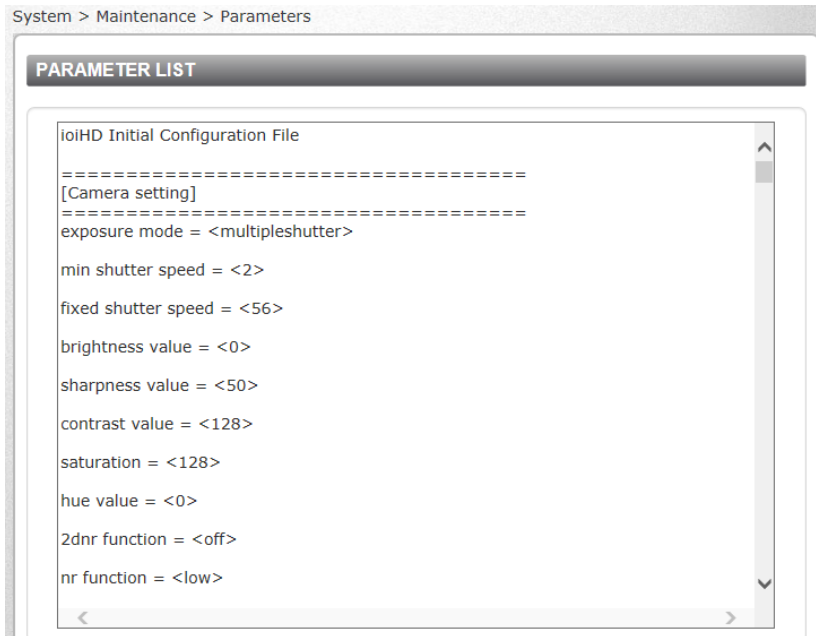 System > Maintenance > Parameters
PARAMETER LIST
ioiHD Initial Configuration File
====================================
[Camera setting]
====================================
exposure mode = <multipleshutter>
min shutter speed = <2>
fixed shutter speed = <56>
brightness value = <0>
sharpness value = <50>
contrast value = <128>
saturation = <128>
hue value = <0>
2dnr function = <off>
nr function = <low>